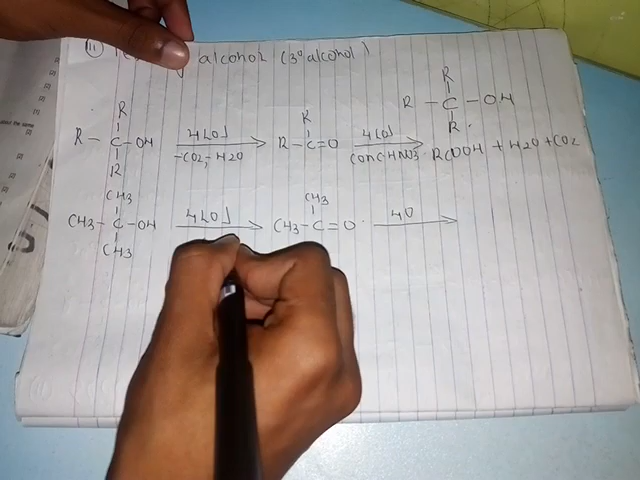 11 alcohol (3° alcohol)
R
R - C - OH
R
R
R - C - OH 4[O] -CO2, -H2O R - C = O 4[O] conc. HNO3 RCOOH + H2O + CO2
R
R
CH3
CH3 - C - OH 4[O] CH3 - C = O 4O
CH3
CH3